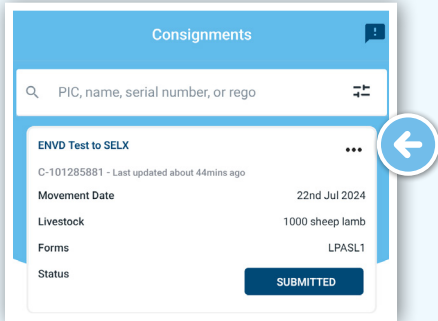 Consignments
PIC, name, serial number, or rego
ENVD Test to SELX
C-101285881 - Last updated about 44mins ago
Movement Date 22nd Jul 2024
Livestock 1000 sheep lamb
Forms LPASL1
Status SUBMITTED